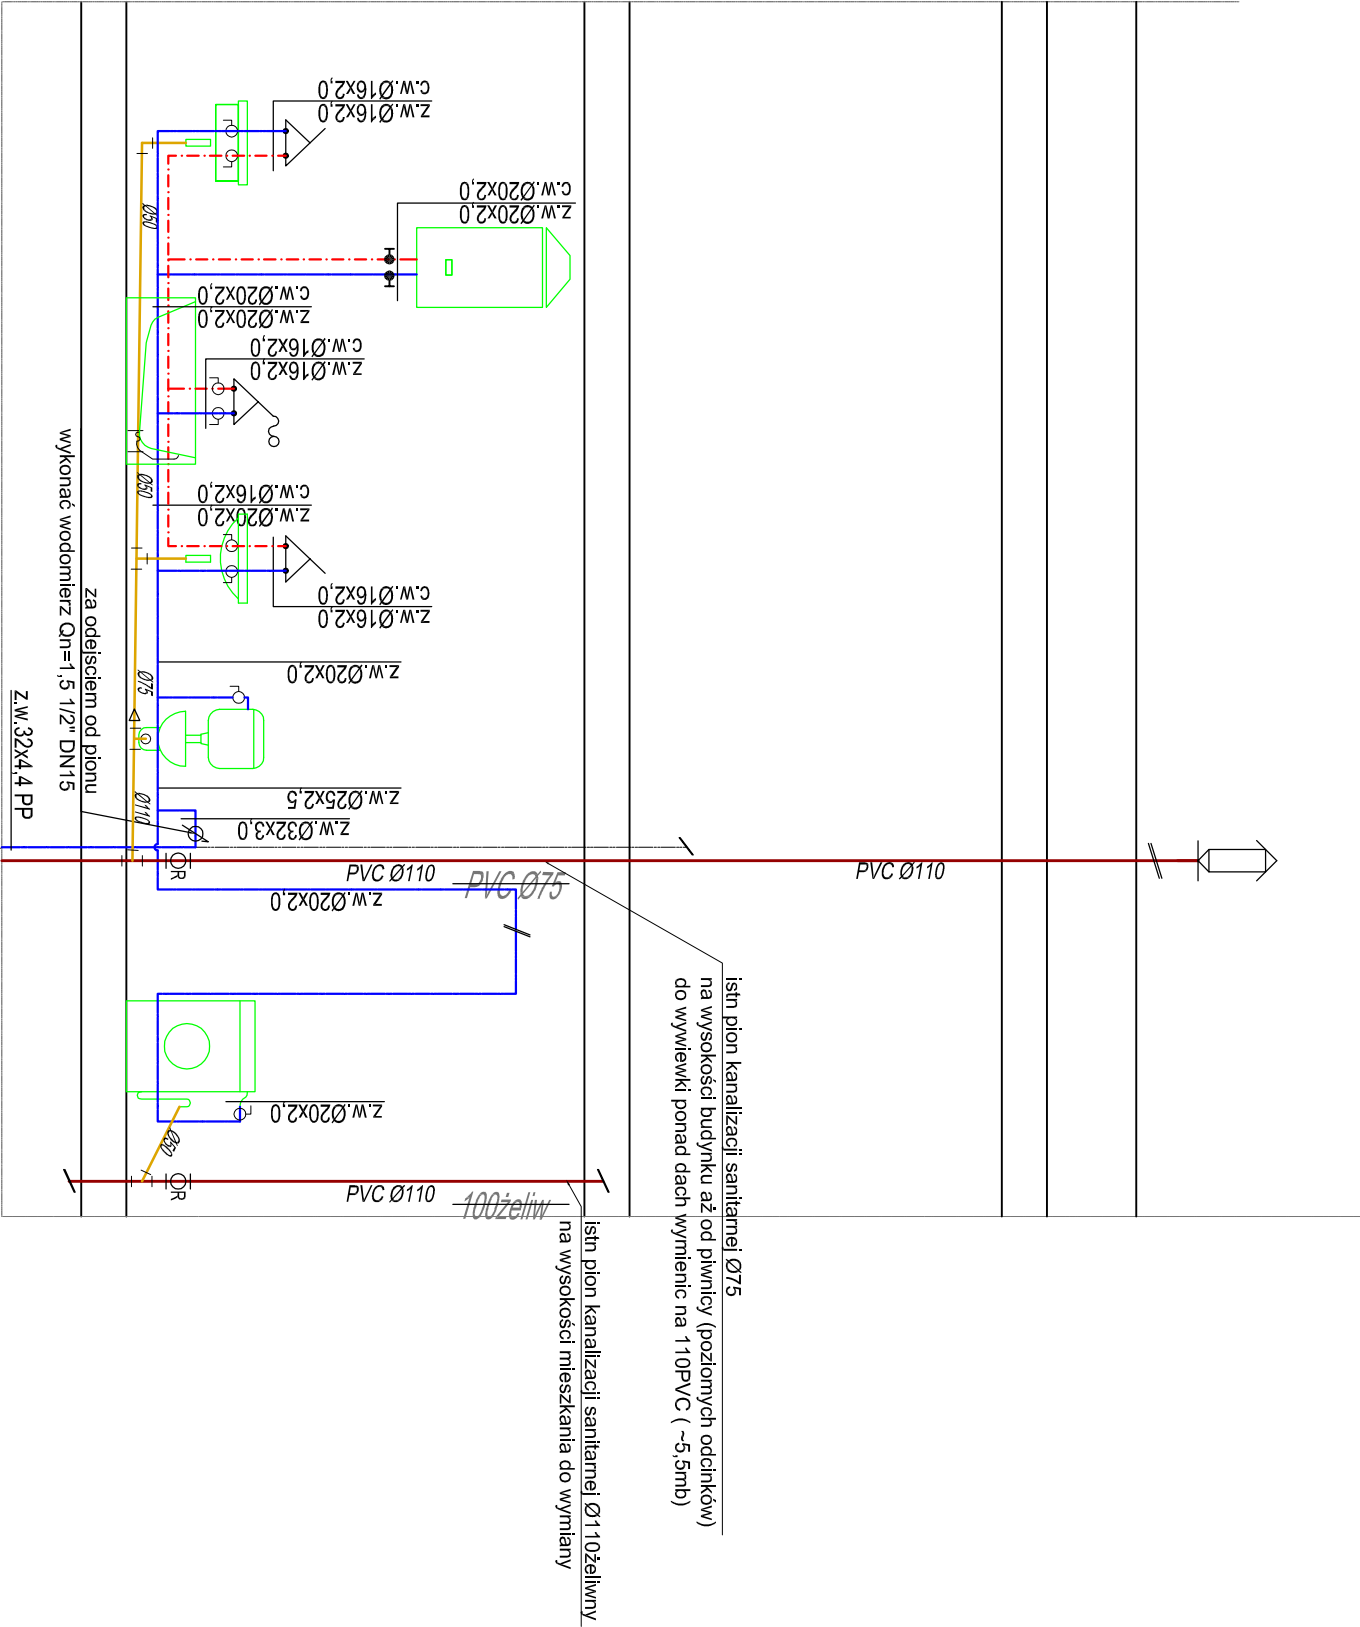 z.w.Ø16x2,0
c.w.Ø16x2,0
z.w.Ø20x2,0
c.w.Ø20x2,0
Ø50
z.w.Ø20x2,0
c.w.Ø20x2,0
z.w.Ø16x2,0
c.w.Ø16x2,0
Ø50
z.w.Ø20x2,0
c.w.Ø16x2,0
z.w.Ø16x2,0
c.w.Ø16x2,0
za odejsciem od pionu
wykonać wodomierz Qn=1,5 1/2" DN15
z.w.Ø20x2,0
Ø75
z.w.32x4,4 PP
z.w.Ø25x2,5
Ø110
z.w.Ø32x3,0
R
PVC Ø110
PVC Ø75
PVC Ø110
z.w.Ø20x2,0
istn pion kanalizacji sanitarnej Ø75
na wysokości budynku aż od piwnicy (poziomych odcinków)
do wywiewki ponad dach wymienic na 110PVC ( ~5,5mb)
z.w.Ø20x2,0
Ø50
R
PVC Ø110
100żeliw
istn pion kanalizacji sanitarnej Ø110żeliwny
na wysokości mieszkania do wymiany